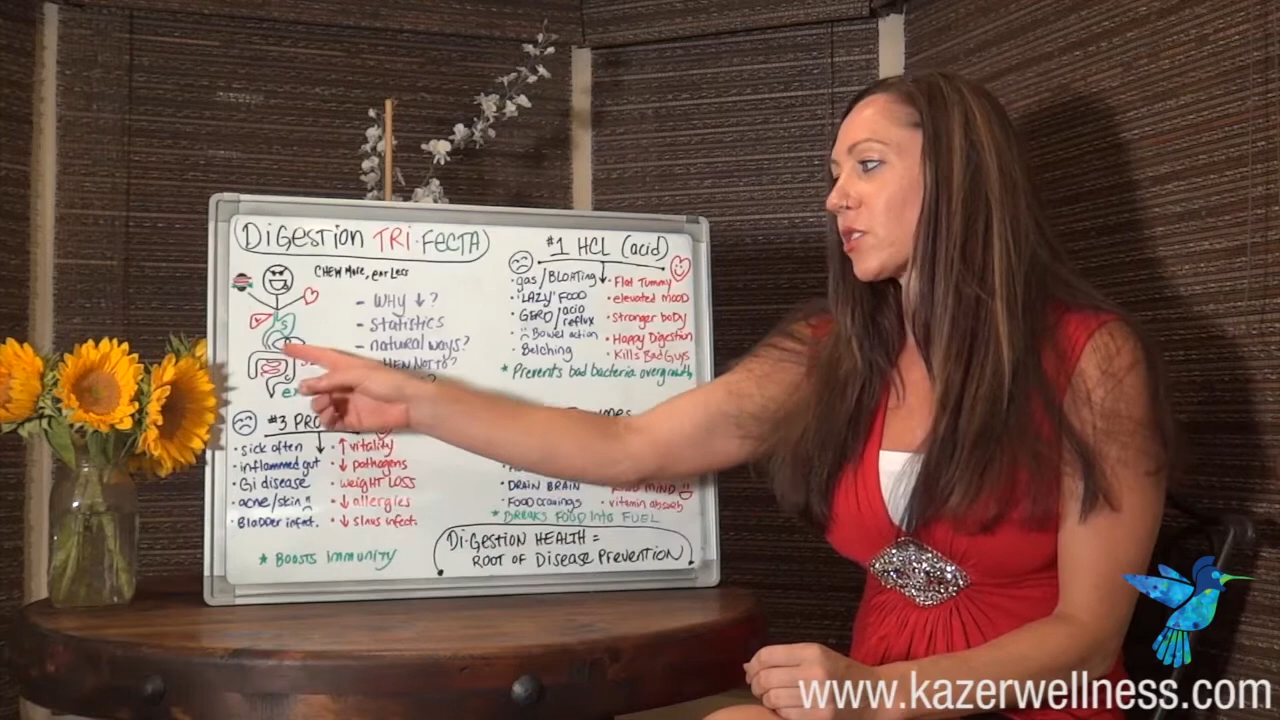 DiGESTiON TRi-FECTA
CHEW MORE, EAT LESS
- WHY ↓?
- STATiSTiCS
- NATURAL WAYS?
HEN NOT TO?
S
#1 HCL (acid)
· gas/BLOATING
· "LAZY" FOOD
· GERD/acid reflux
· Bowel action
· Belching
· Flat Tummy
· elevated MOOD
· Stronger body
· Happy Digestion
· Kills Bad Guys
* Prevents bad bacteria overgrowth
#3 PRO
· sick often
· inflammed gut
· Gi disease
· acne/skin
· Bladder infect.
· ↑ vitality
· ↓ pathogens
· WEIGHT LOSS
· ↓ allergies
· ↓ sinus infect.
* BOOSTS IMMUNITY
· DRAIN BRAIN
· FOOD cravings
· vitamin absorb
* BREAKS FOOD INTO FUEL
Di·GESTiON HEALTH =
ROOT OF Disease Prevention
www.kazerwellness.com